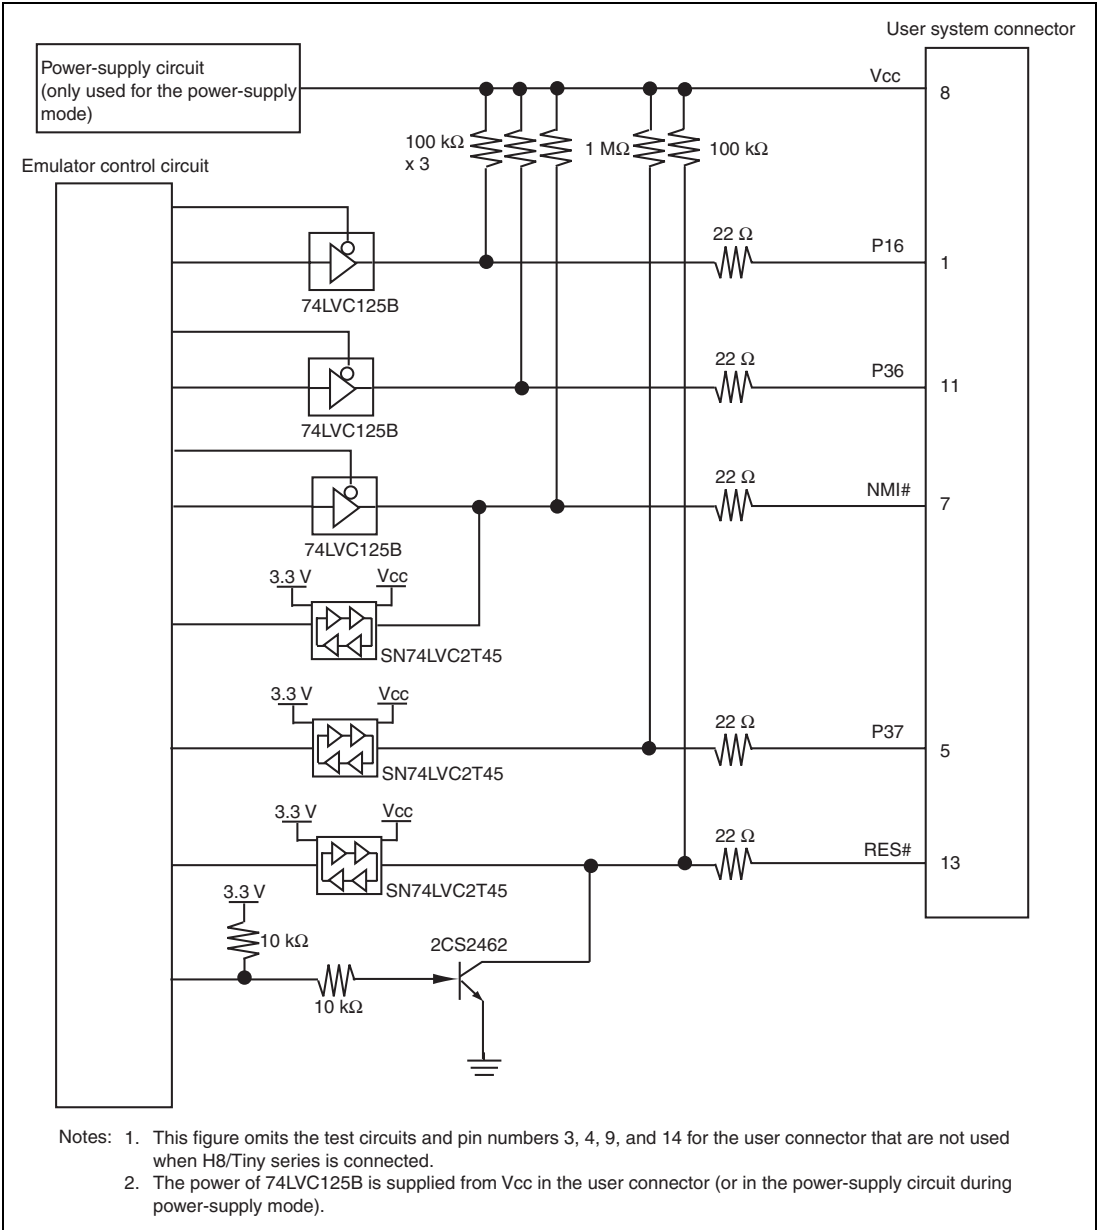 User system connector
Power-supply circuit
(only used for the power-supply
mode)
Vcc
8
100 kΩ
x 3
1 MΩ
100 kΩ
Emulator control circuit
22 Ω
P16
1
74LVC125B
22 Ω
P36
11
74LVC125B
22 Ω
NMI#
7
74LVC125B
3.3 V
Vcc
SN74LVC2T45
3.3 V
Vcc
22 Ω
P37
5
SN74LVC2T45
3.3 V
Vcc
22 Ω
RES#
13
SN74LVC2T45
3.3 V
10 kΩ
2CS2462
10 kΩ
Notes: 1. This figure omits the test circuits and pin numbers 3, 4, 9, and 14 for the user connector that are not used
when H8/Tiny series is connected.
2. The power of 74LVC125B is supplied from Vcc in the user connector (or in the power-supply circuit during
power-supply mode).